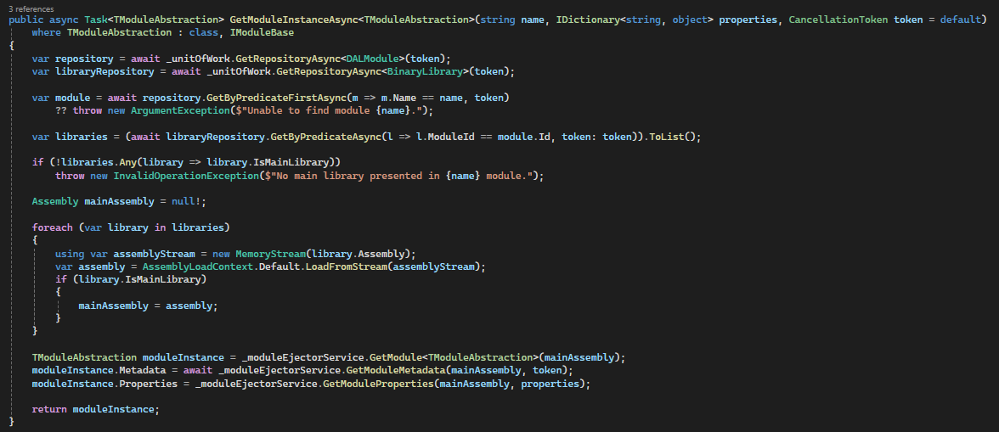 3 references
public async Task<TModuleAbstraction> GetModuleInstanceAsync<TModuleAbstraction>(string name, IDictionary<string, object> properties, CancellationToken token = default)
    where TModuleAbstraction : class, IModuleBase
{
    var repository = await _unitOfWork.GetRepositoryAsync<DALModule>(token);
    var libraryRepository = await _unitOfWork.GetRepositoryAsync<BinaryLibrary>(token);

    var module = await repository.GetByPredicateFirstAsync(m => m.Name == name, token)
        ?? throw new ArgumentException($"Unable to find module {name}.");

    var libraries = (await libraryRepository.GetByPredicateAsync(l => l.ModuleId == module.Id, token: token)).ToList();

    if (!libraries.Any(library => library.IsMainLibrary))
        throw new InvalidOperationException($"No main library presented in {name} module.");

    Assembly mainAssembly = null!;

    foreach (var library in libraries)
    {
        using var assemblyStream = new MemoryStream(library.Assembly);
        var assembly = AssemblyLoadContext.Default.LoadFromStream(assemblyStream);
        if (library.IsMainLibrary)
        {
            mainAssembly = assembly;
        }
    }

    TModuleAbstraction moduleInstance = _moduleEjectorService.GetModule<TModuleAbstraction>(mainAssembly);
    moduleInstance.Metadata = await _moduleEjectorService.GetModuleMetadata(mainAssembly, token);
    moduleInstance.Properties = _moduleEjectorService.GetModuleProperties(mainAssembly, properties);

    return moduleInstance;
}